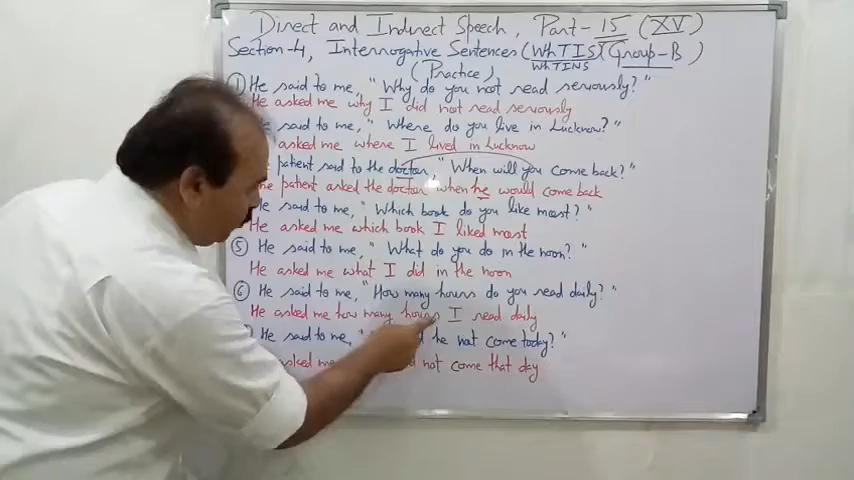 Direct and Indirect Speech, Part-15 (XV)
Section-4, Interrogative Sentences (WhTIS) (Group-B)
(Practice) WhTINS
① He said to me, "Why do you not read seriously?"
He asked me why I did not read seriously
said to me, "Where do you live in Lucknow?"
asked me where I lived in Lucknow
patient said to the doctor, "When will you come back?"
patient asked the doctor when he would come back
said to me, "Which book do you like most?"
He asked me which book I liked most
⑤ He said to me, "What do you do in the noon?"
He asked me what I did in the noon
⑥ He said to me, "How many hours do you read daily?"
He asked me how many hours I read daily
He said to me, " he not come today?"
asked me not come that day